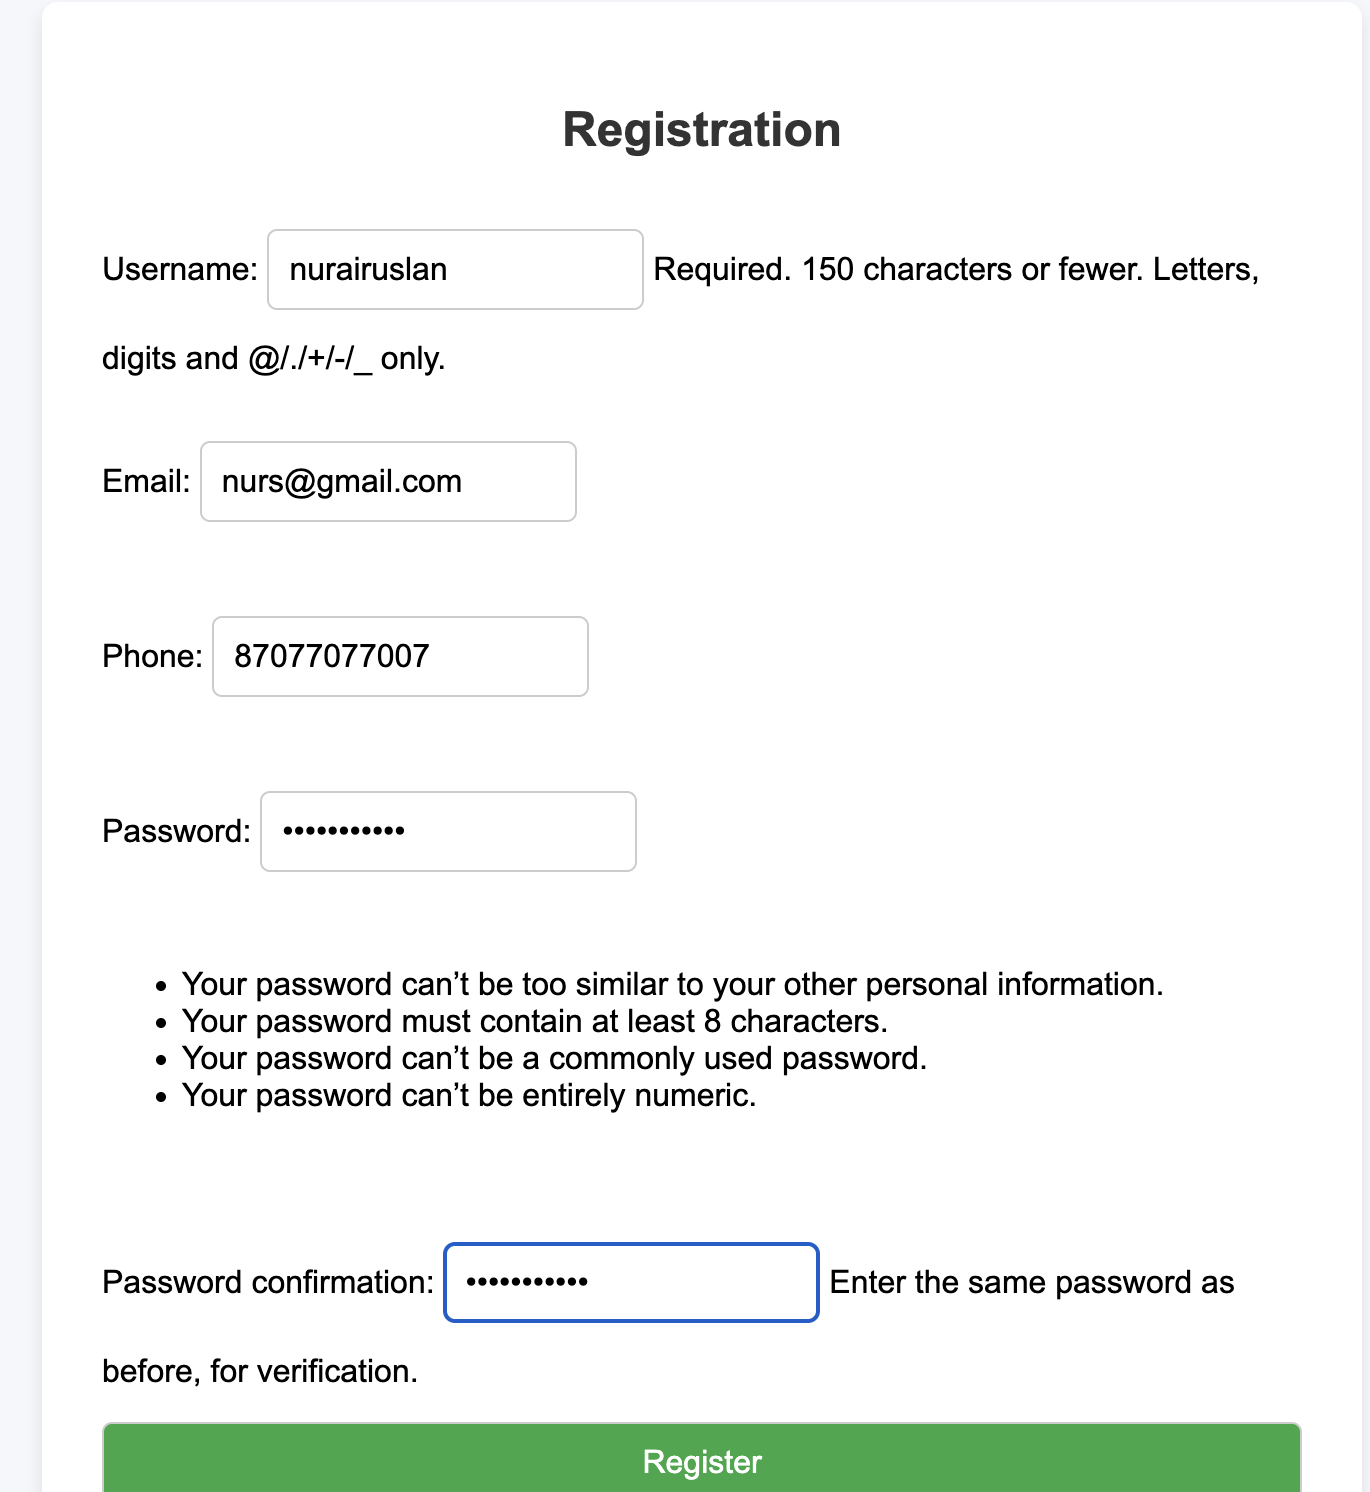 Registration
Username: nurairuslan Required. 150 characters or fewer. Letters,
digits and @/./+/-/_ only.
Email: nurs@gmail.com
Phone: 87077077007
Password: •••••••••••
• Your password can’t be too similar to your other personal information.
• Your password must contain at least 8 characters.
• Your password can’t be a commonly used password.
• Your password can’t be entirely numeric.
Password confirmation: ••••••••••• Enter the same password as
before, for verification.
Register